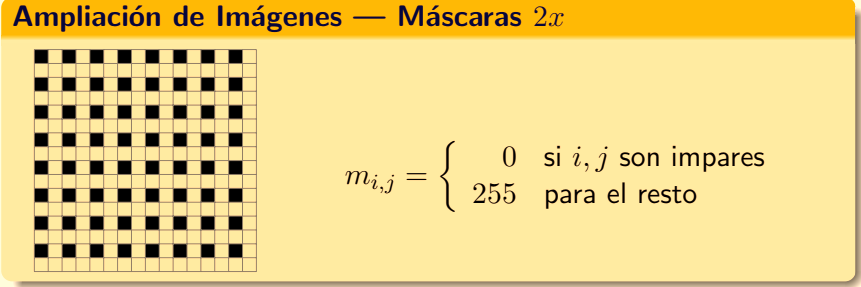 Ampliación de Imágenes — Máscaras 2x
m_{i,j} = { 0 si i, j son impares
255 para el resto